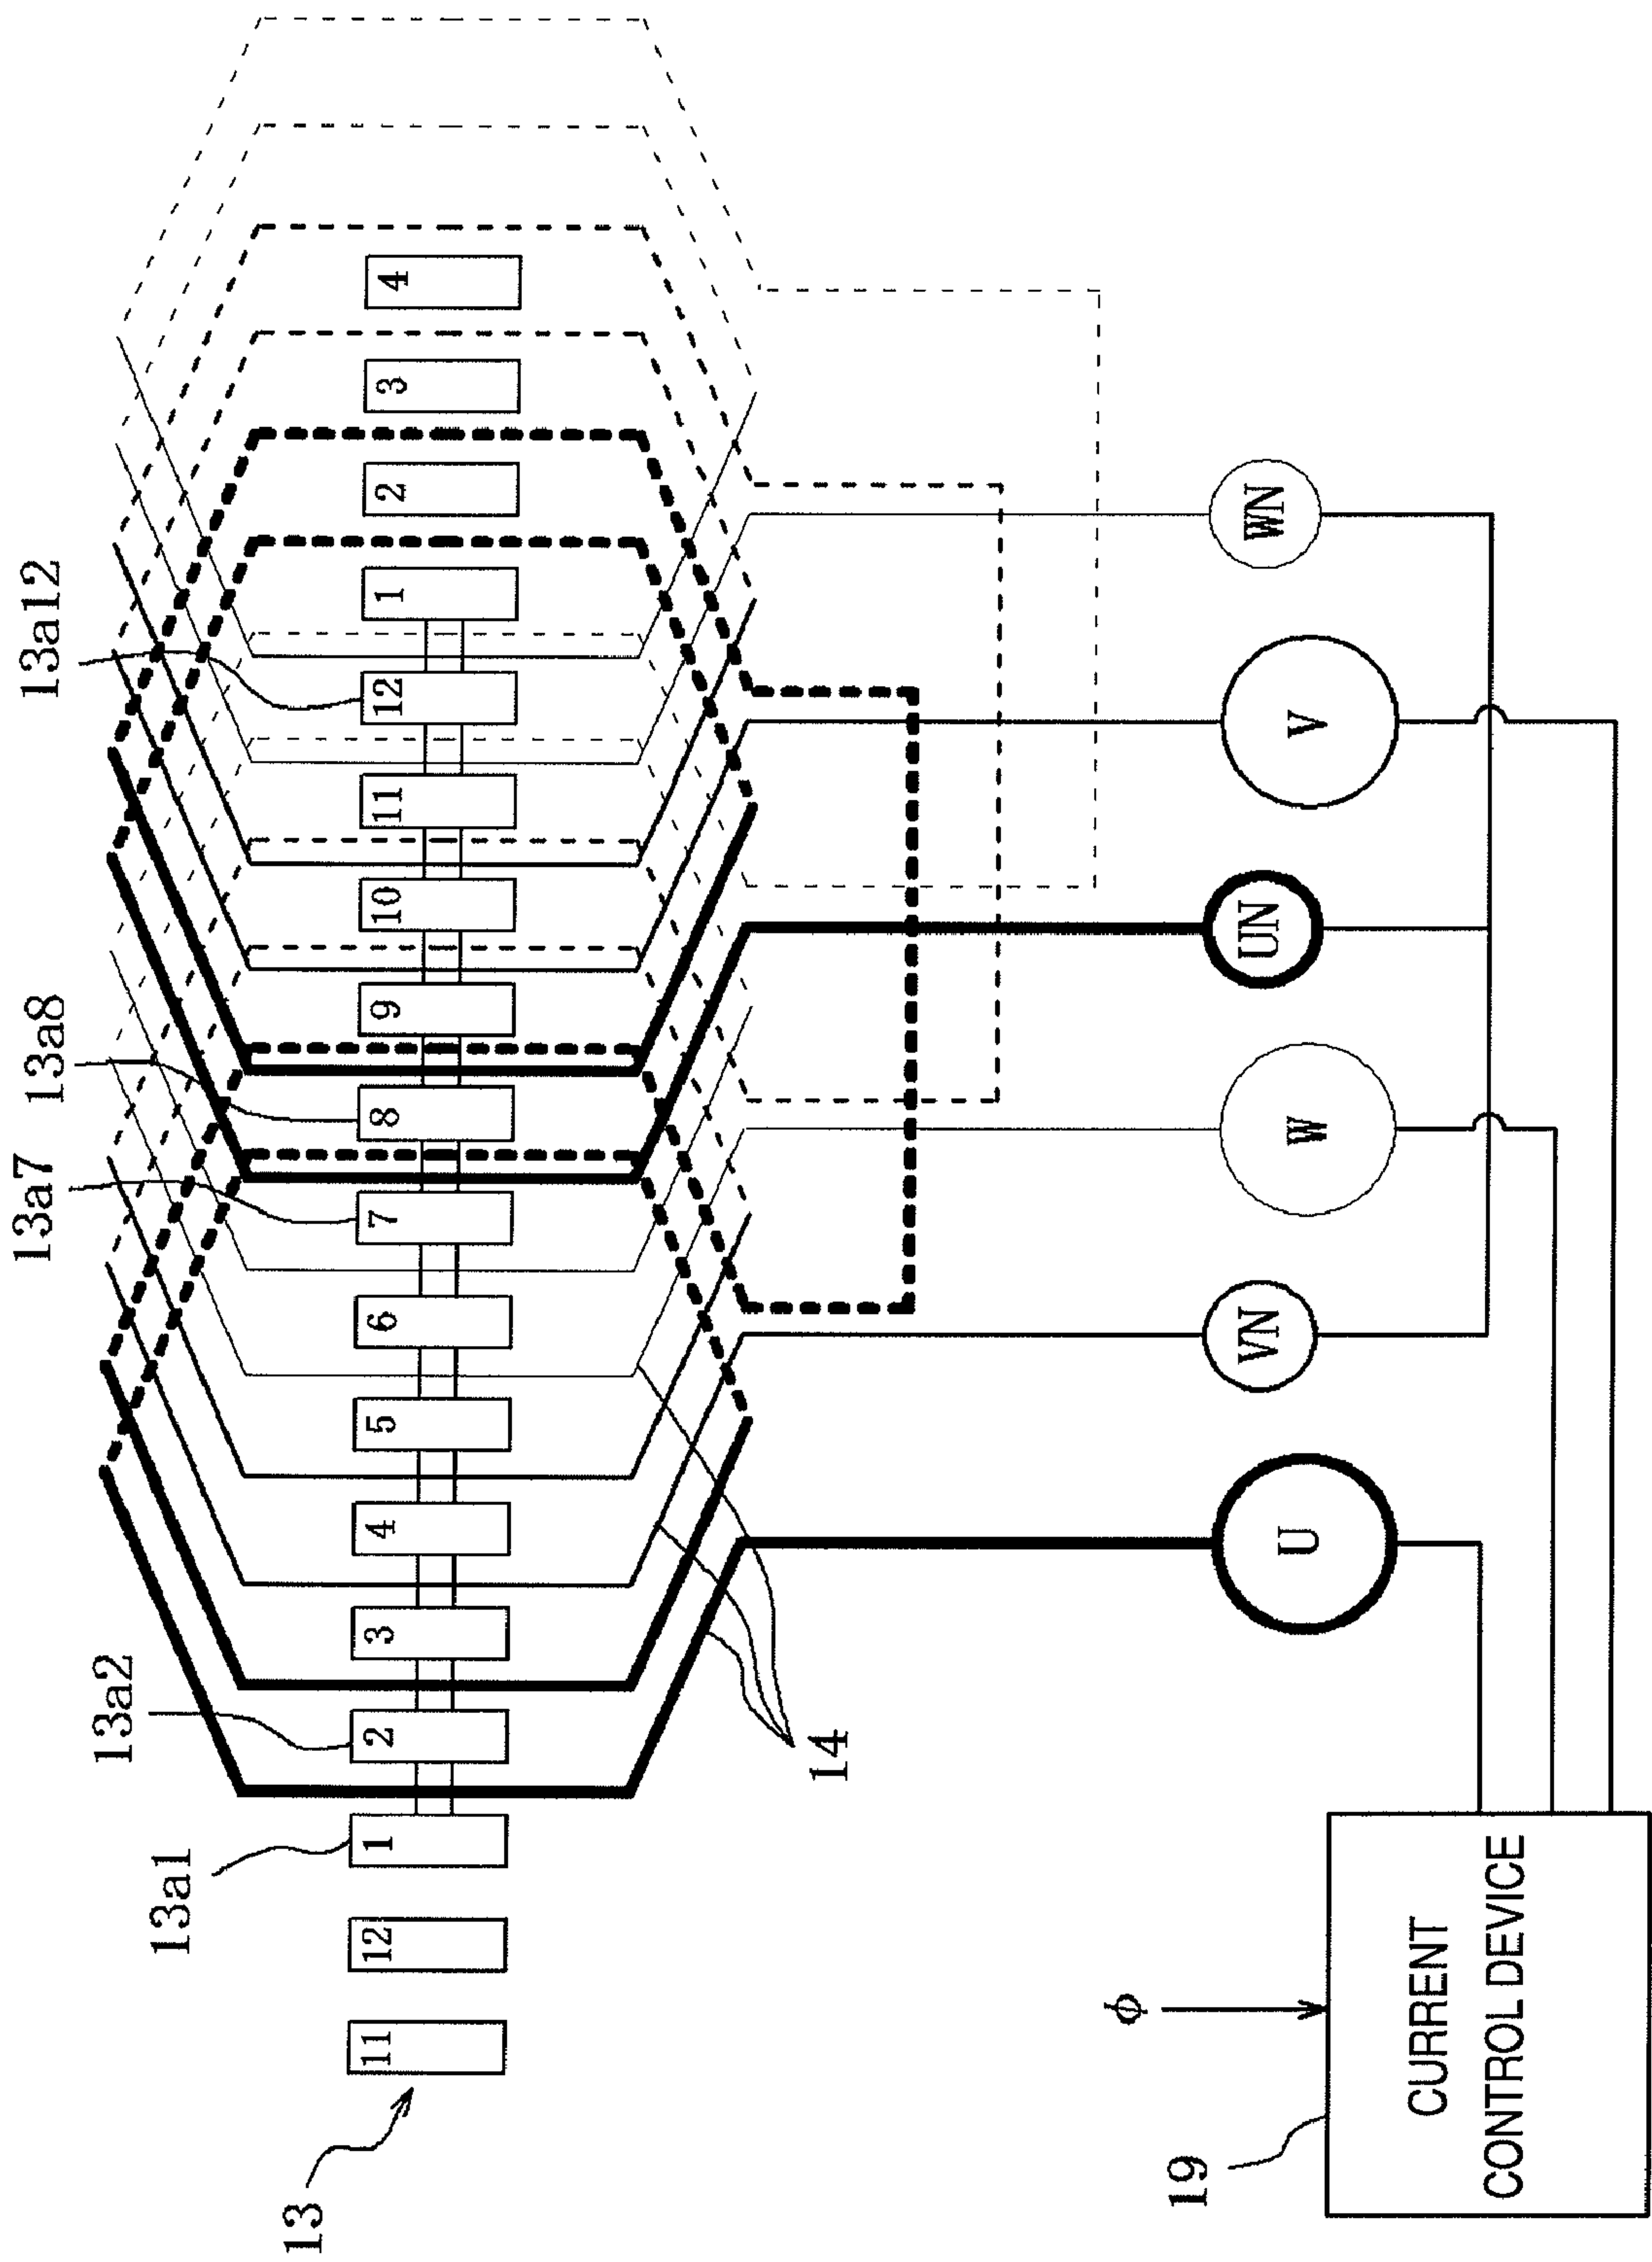 13
13a1
13a2
13a7
13a8
13a12
11
12
1
2
3
4
5
6
7
8
9
10
11
12
1
2
3
4
14
U
VN
W
UN
V
WN
ϕ
19
CURRENT
CONTROL DEVICE